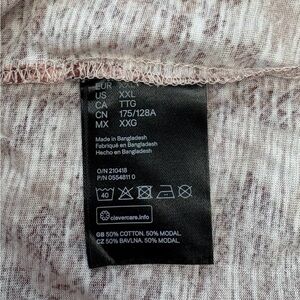 EUR XXL
US XXL
CA TTG
CN 175/128A
MX XXG
Made in Bangladesh
Fabriqué en Bangladesh
Hecho en Bangladesh
O/N 210418
P/N 0554811 0
40
clevercare.info
GB 50% COTTON, 50% MODAL
CZ 50% BAVLNA, 50% MODAL